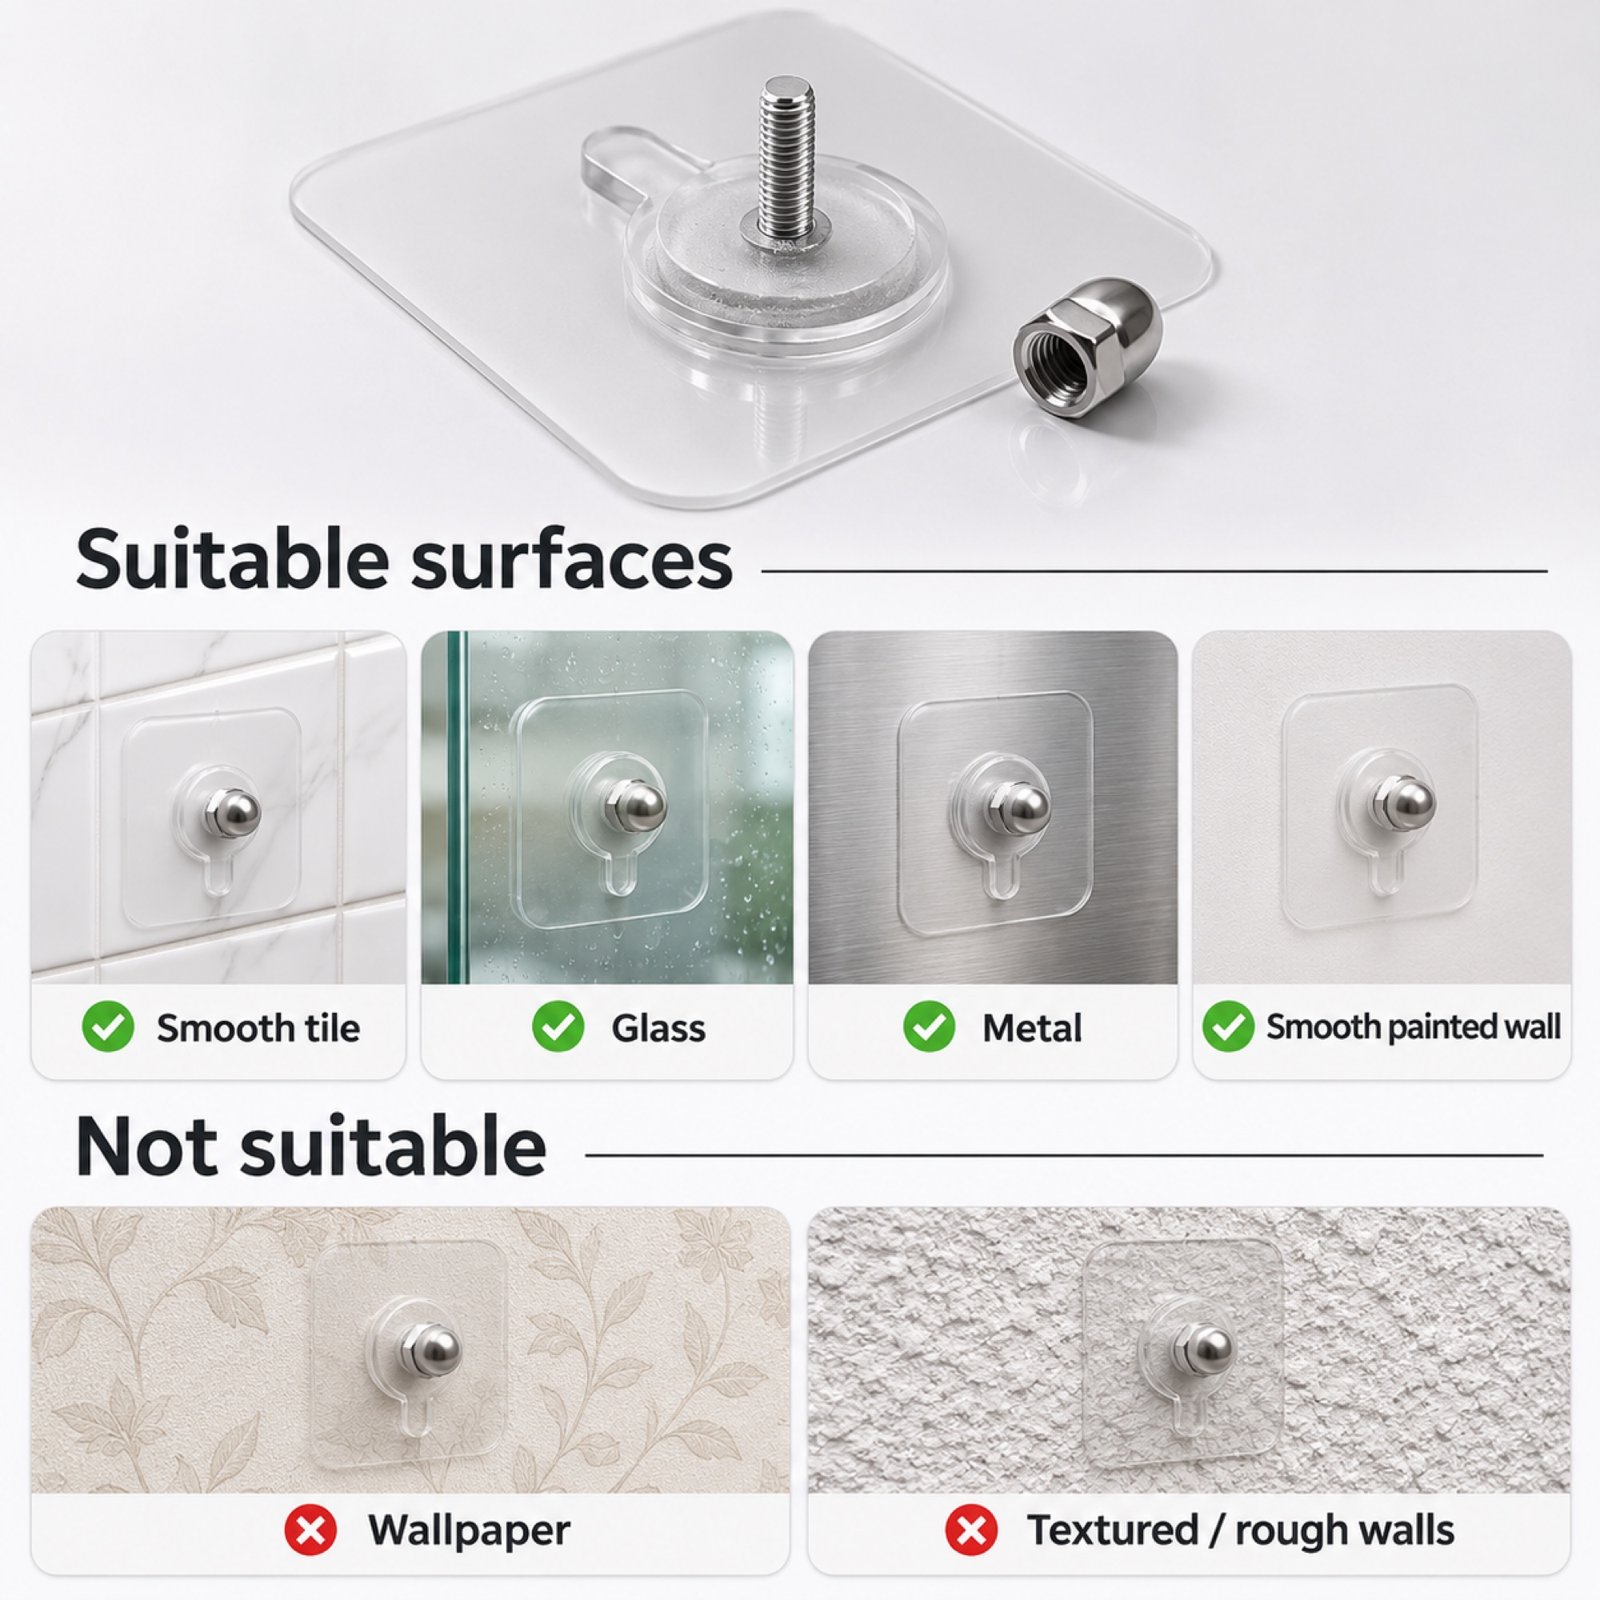 Suitable surfaces
Smooth tile
Glass
Metal
Smooth painted wall
Not suitable
Wallpaper
Textured / rough walls